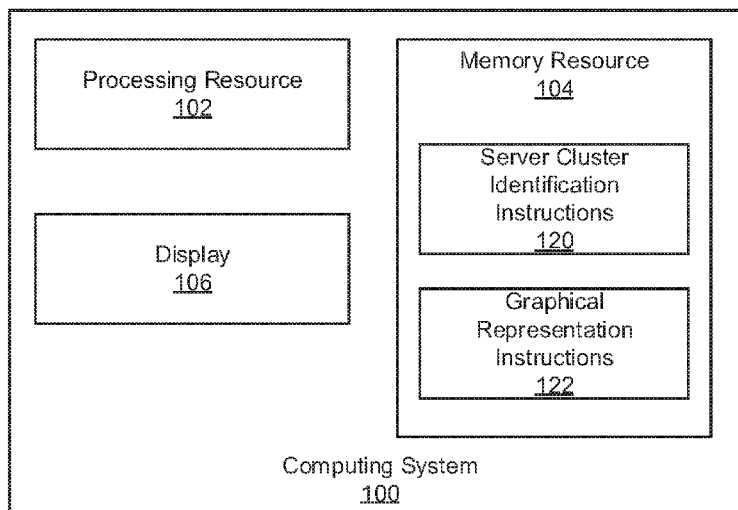 Processing Resource
102
Display
106
Memory Resource
104
Server Cluster
Identification
Instructions
120
Graphical
Representation
Instructions
122
Computing System
100